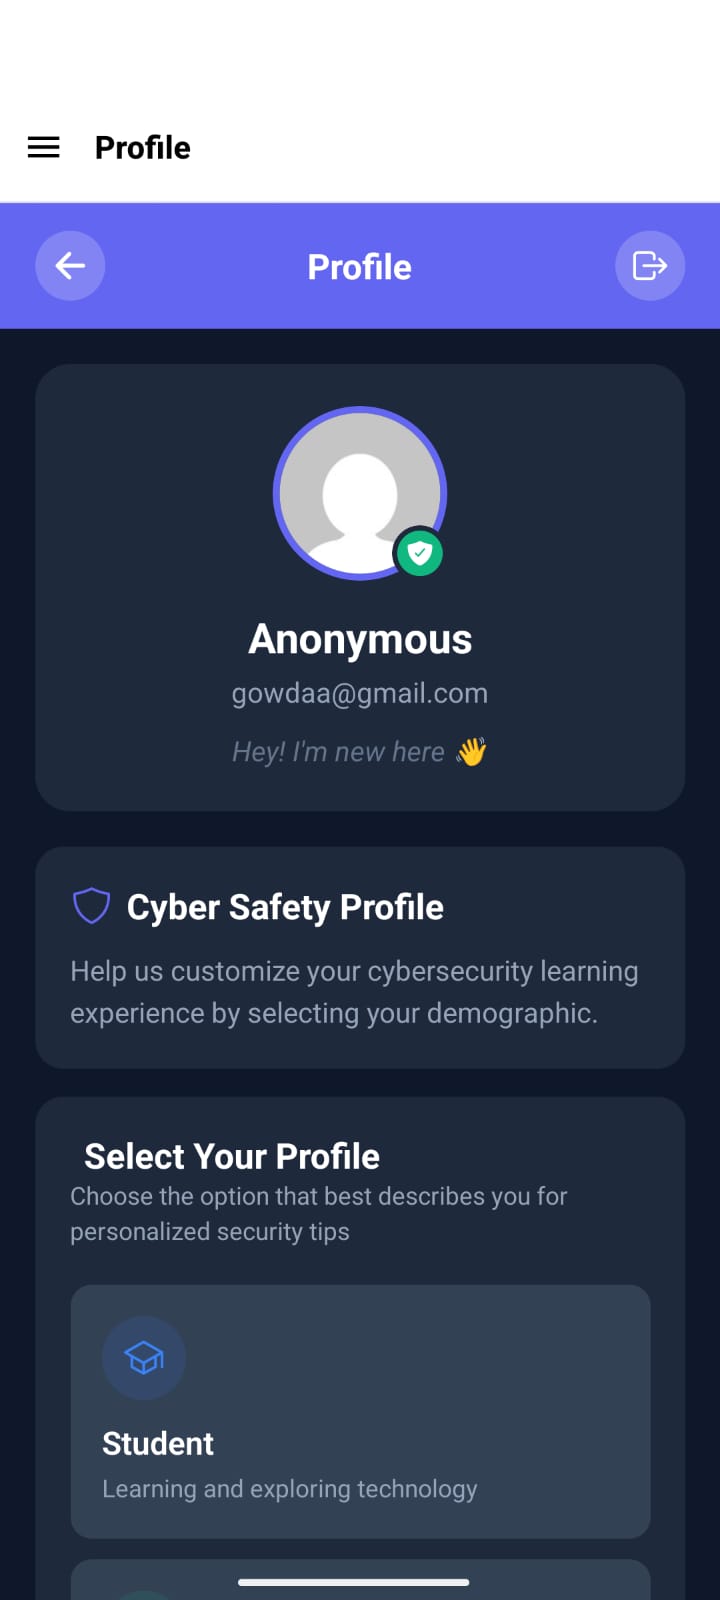 Profile
Profile
Anonymous
gowdaa@gmail.com
Hey! I'm new here 👋
Cyber Safety Profile
Help us customize your cybersecurity learning
experience by selecting your demographic.
Select Your Profile
Choose the option that best describes you for
personalized security tips
Student
Learning and exploring technology